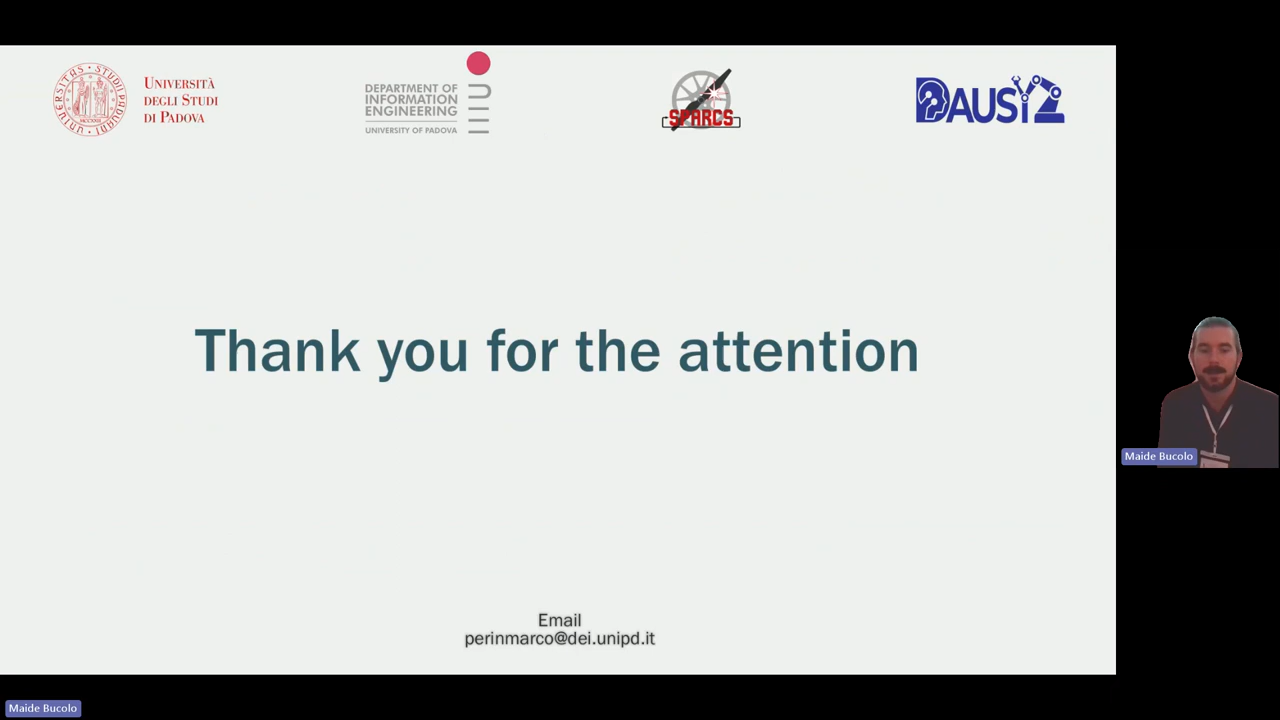 UNIVERSITÀ
DEGLI STUDI
DI PADOVA
DEPARTMENT OF
INFORMATION
ENGINEERING
UNIVERSITY OF PADOVA
SPARCS
DAUSY
Thank you for the attention
Maide Bucolo
Email
perinmarco@dei.unipd.it
Maide Bucolo